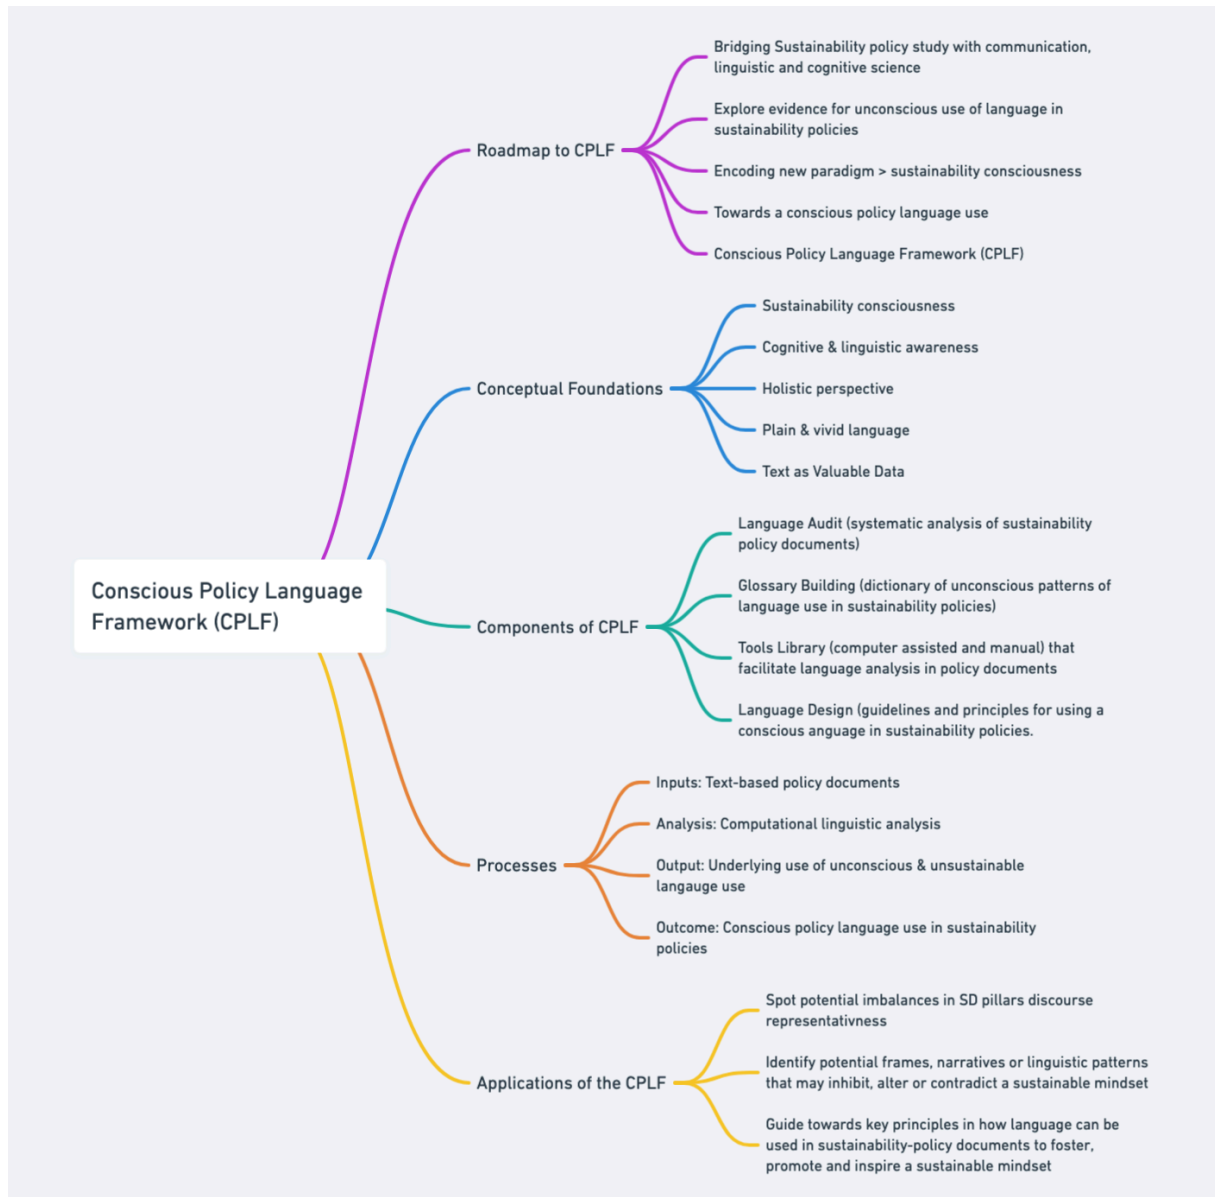 Bridging Sustainability policy study with communication,
linguistic and cognitive science
Explore evidence for unconscious use of language in
sustainability policies
Roadmap to CPLF
Encoding new paradigm > sustainability consciousness
Towards a conscious policy language use
Conscious Policy Language Framework (CPLF)
Sustainability consciousness
Cognitive & linguistic awareness
Conceptual Foundations
Holistic perspective
Plain & vivid language
Text as Valuable Data
Language Audit (systematic analysis of sustainability
policy documents)
Glossary Building (dictionary of unconscious patterns of
language use in sustainability policies)
Conscious Policy Language
Framework (CPLF)
Components of CPLF
Tools Library (computer assisted and manual) that
facilitate language analysis in policy documents
Language Design (guidelines and principles for using a
conscious anguage in sustainability policies.
Inputs: Text-based policy documents
Analysis: Computational linguistic analysis
Processes
Output: Underlying use of unconscious & unsustainable
langauge use
Outcome: Conscious policy language use in sustainability
policies
Spot potential imbalances in SD pillars discourse
representativness
Applications of the CPLF
Identify potential frames, narratives or linguistic patterns
that may inhibit, alter or contradict a sustainable mindset
Guide towards key principles in how language can be
used in sustainability-policy documents to foster,
promote and inspire a sustainable mindset